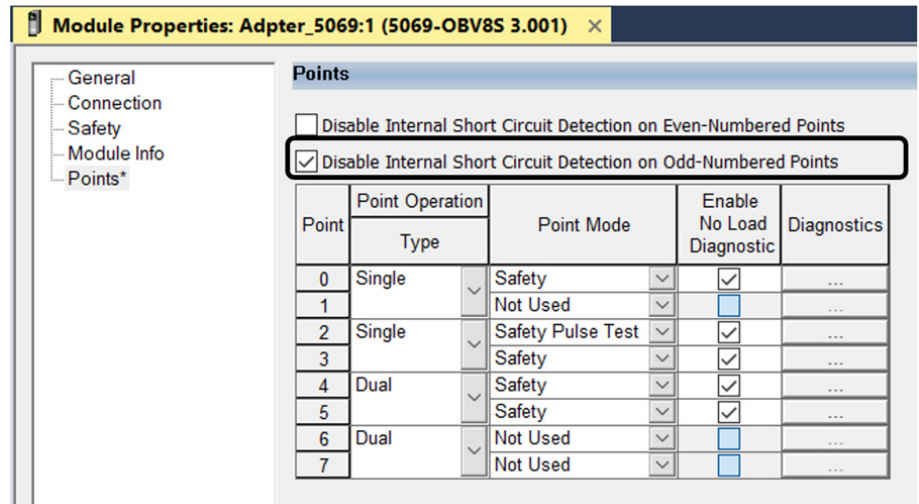 Module Properties: Adpter_5069:1 (5069-OBV8S 3.001) ×
General
Connection
Safety
Module Info
Points*
Points
Disable Internal Short Circuit Detection on Even-Numbered Points
Disable Internal Short Circuit Detection on Odd-Numbered Points
Point Point Operation Type Point Mode Enable No Load Diagnostic Diagnostics
0 Single Safety ...
1 Not Used ...
2 Single Safety Pulse Test ...
3 Safety ...
4 Dual Safety ...
5 Safety ...
6 Dual Not Used ...
7 Not Used ...